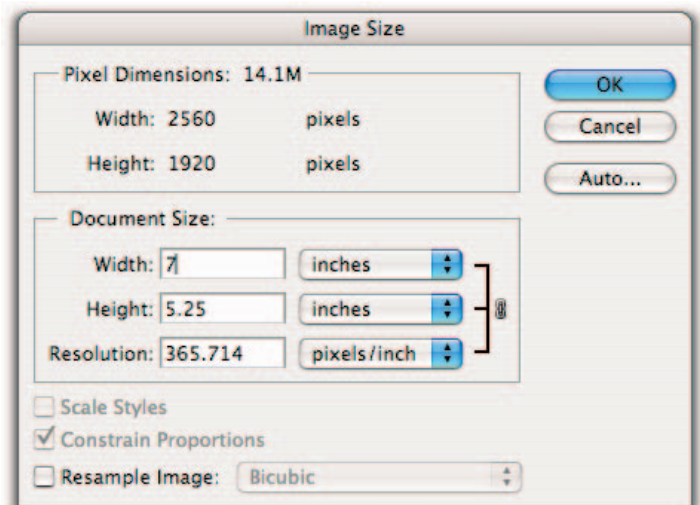 Image Size
Pixel Dimensions: 14.1M
OK
Width: 2560 pixels
Cancel
Height: 1920 pixels
Auto...
Document Size:
Width: 7 inches
Height: 5.25 inches
Resolution: 365.714 pixels/inch
Scale Styles
Constrain Proportions
Resample Image: Bicubic